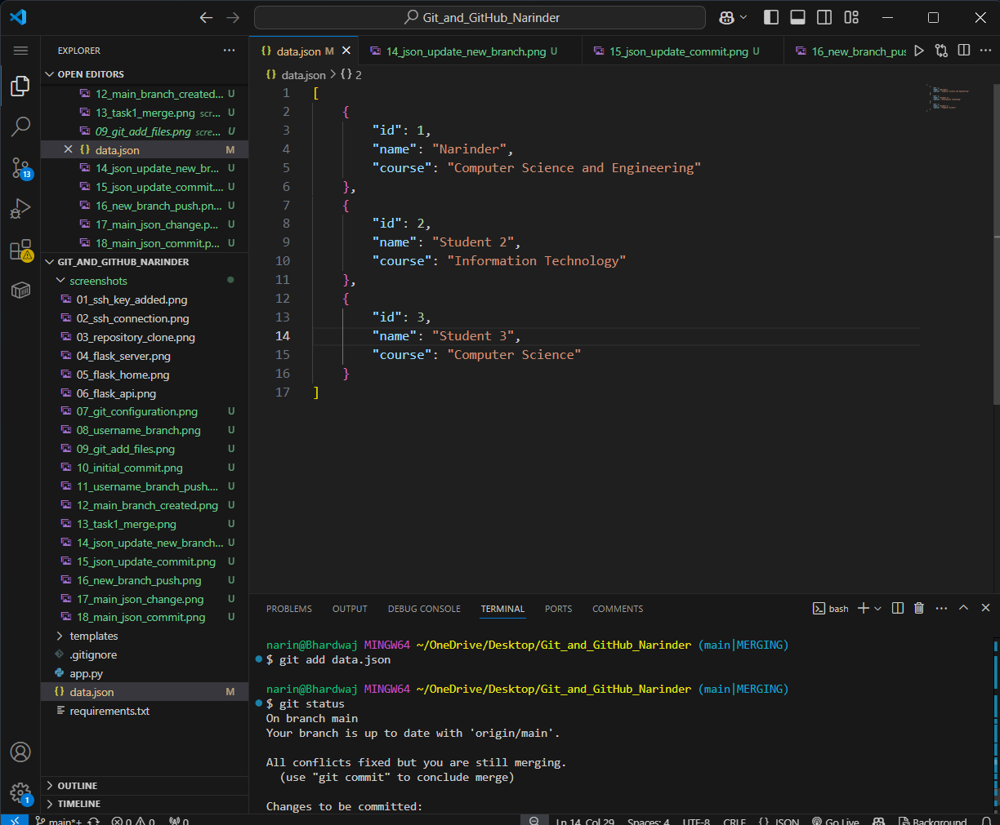 Git_and_GitHub_Narinder
EXPLORER
OPEN EDITORS
12_main_branch_created... U
13_task1_merge.png scr... U
09_git_add_files.png scree... U
data.json M
14_json_update_new_br... U
15_json_update_commit.... U
16_new_branch_push.pn... U
17_main_json_change.p... U
18_main_json_commit.p... U
GIT_AND_GITHUB_NARINDER
screenshots
01_ssh_key_added.png
02_ssh_connection.png
03_repository_clone.png
04_flask_server.png
05_flask_home.png
06_flask_api.png
07_git_configuration.png U
08_username_branch.png U
09_git_add_files.png U
10_initial_commit.png U
11_username_branch_push.... U
12_main_branch_created.png U
13_task1_merge.png U
14_json_update_new_branch... U
15_json_update_commit.png U
16_new_branch_push.png U
17_main_json_change.png U
18_main_json_commit.png U
templates
.gitignore
app.py
{} data.json M
requirements.txt
OUTLINE
TIMELINE
13
1
{} data.json M
14_json_update_new_branch.png U
15_json_update_commit.png U
16_new_branch_pus
{} data.json > {} 2
1 [
2 {
3 "id": 1,
4 "name": "Narinder",
5 "course": "Computer Science and Engineering"
6 },
7 {
8 "id": 2,
9 "name": "Student 2",
10 "course": "Information Technology"
11 },
12 {
13 "id": 3,
14 "name": "Student 3",
15 "course": "Computer Science"
16 }
17 ]
PROBLEMS OUTPUT DEBUG CONSOLE TERMINAL PORTS COMMENTS
bash
narin@Bhardwaj MINGW64 ~/OneDrive/Desktop/Git_and_GitHub_Narinder (main|MERGING)
$ git add data.json
narin@Bhardwaj MINGW64 ~/OneDrive/Desktop/Git_and_GitHub_Narinder (main|MERGING)
$ git status
On branch main
Your branch is up to date with 'origin/main'.
All conflicts fixed but you are still merging.
(use "git commit" to conclude merge)
Changes to be committed:
main*+ 0 0 0 Ln 14, Col 29 Spaces: 4 UTF-8 CRLF {} JSON Go Live Background